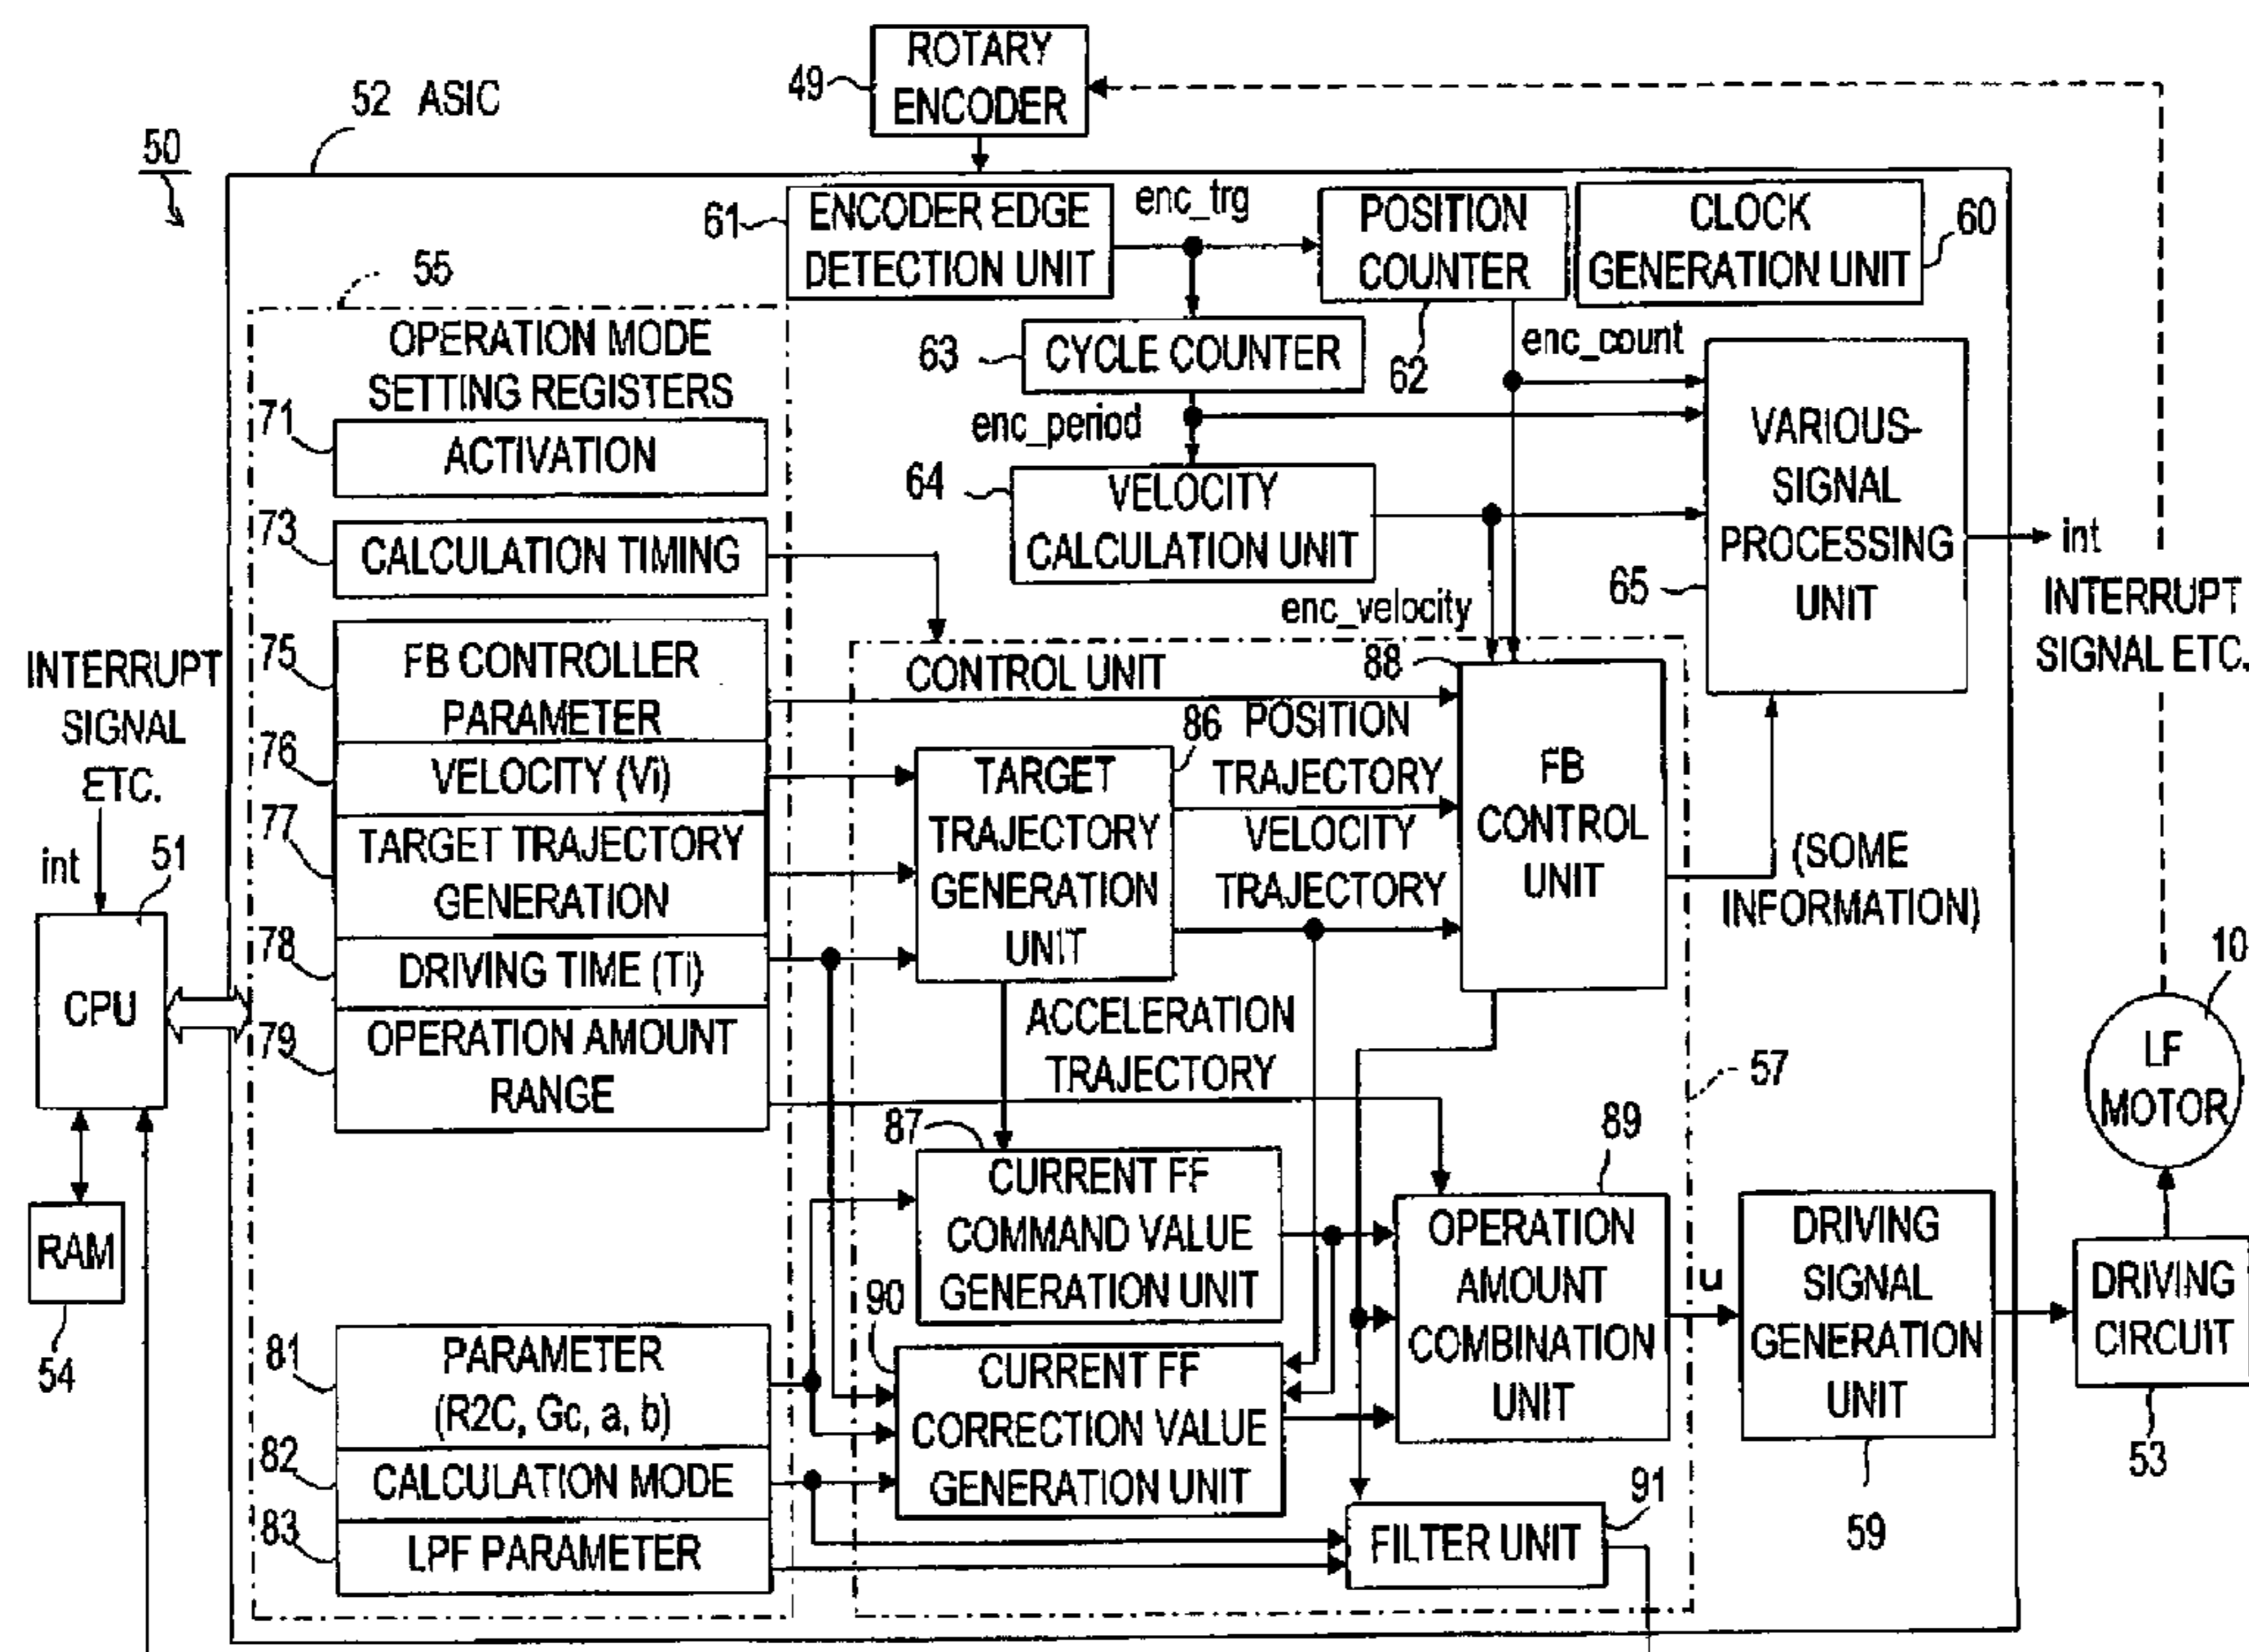 ROTARY
ENCODER
49
52 ASIC
50
61
ENCODER EDGE
DETECTION UNIT
enc_trg
POSITION
COUNTER
62
CLOCK
GENERATION UNIT
60
55
OPERATION MODE
SETTING REGISTERS
63
CYCLE COUNTER
enc_count
enc_period
71
ACTIVATION
64
VELOCITY
CALCULATION UNIT
VARIOUS-
SIGNAL
PROCESSING
UNIT
65
int
INTERRUPT
SIGNAL ETC.
73
CALCULATION TIMING
enc_velocity
INTERRUPT
SIGNAL
ETC.
int
51
CPU
RAM
54
75
FB CONTROLLER
PARAMETER
76
VELOCITY (Vi)
77
TARGET TRAJECTORY
GENERATION
78
DRIVING TIME (Ti)
79
OPERATION AMOUNT
RANGE
CONTROL UNIT
88
86
POSITION
TRAJECTORY
VELOCITY
TRAJECTORY
TARGET
TRAJECTORY
GENERATION
UNIT
FB
CONTROL
UNIT
(SOME
INFORMATION)
ACCELERATION
TRAJECTORY
57
10
LF
MOTOR
87
CURRENT FF
COMMAND VALUE
GENERATION UNIT
89
OPERATION
AMOUNT
COMBINATION
UNIT
u
DRIVING
SIGNAL
GENERATION
UNIT
59
DRIVING
CIRCUIT
53
90
CURRENT FF
CORRECTION VALUE
GENERATION UNIT
81
PARAMETER
(R2C, Gc, a, b)
82
CALCULATION MODE
83
LPF PARAMETER
91
FILTER UNIT